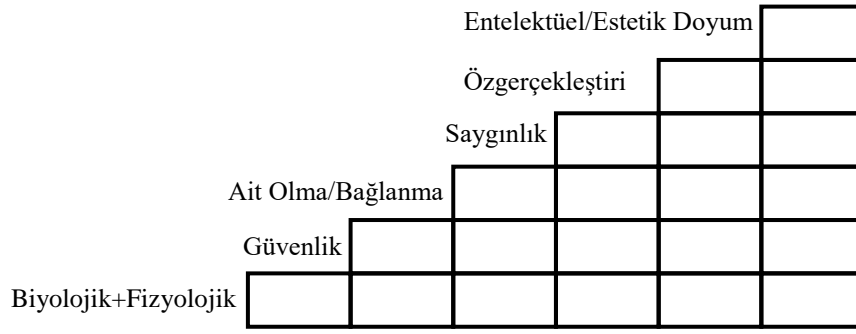 Entelektüel/Estetik Doyum
Özgerçekleştiri
Saygınlık
Ait Olma/Bağlanma
Güvenlik
Biyolojik+Fizyolojik